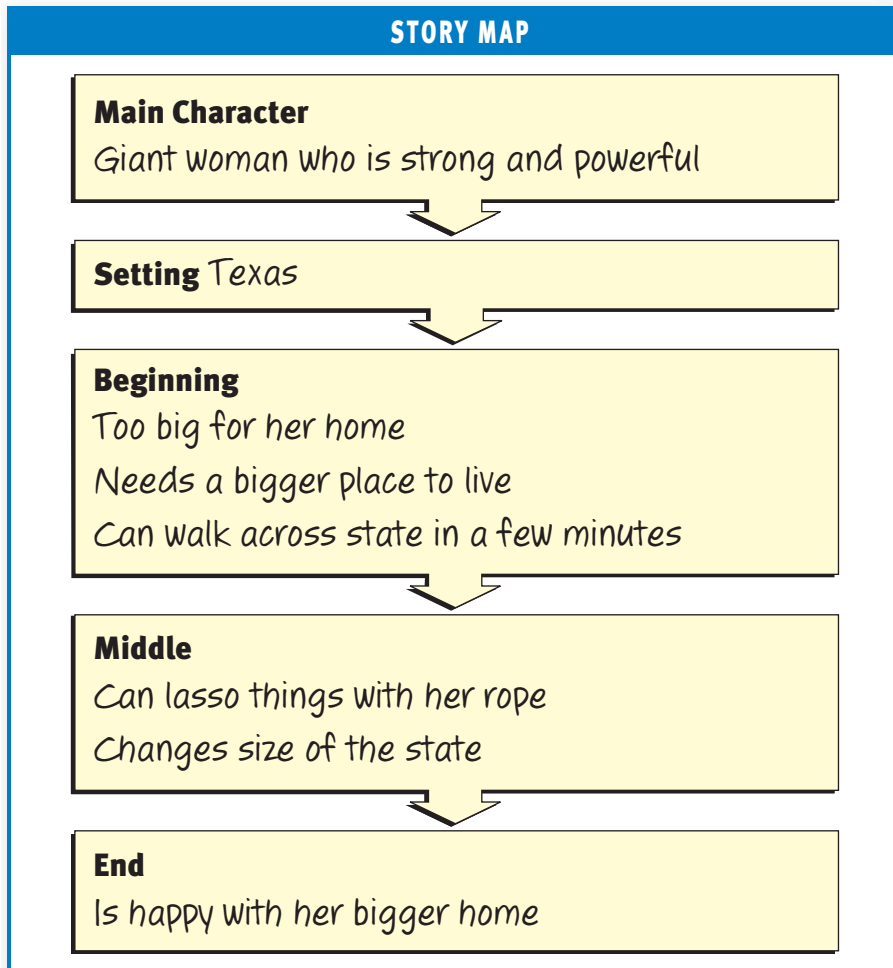 STORY MAP
Main Character
Giant woman who is strong and powerful
Setting Texas
Beginning
Too big for her home
Needs a bigger place to live
Can walk across state in a few minutes
Middle
Can lasso things with her rope
Changes size of the state
End
Is happy with her bigger home